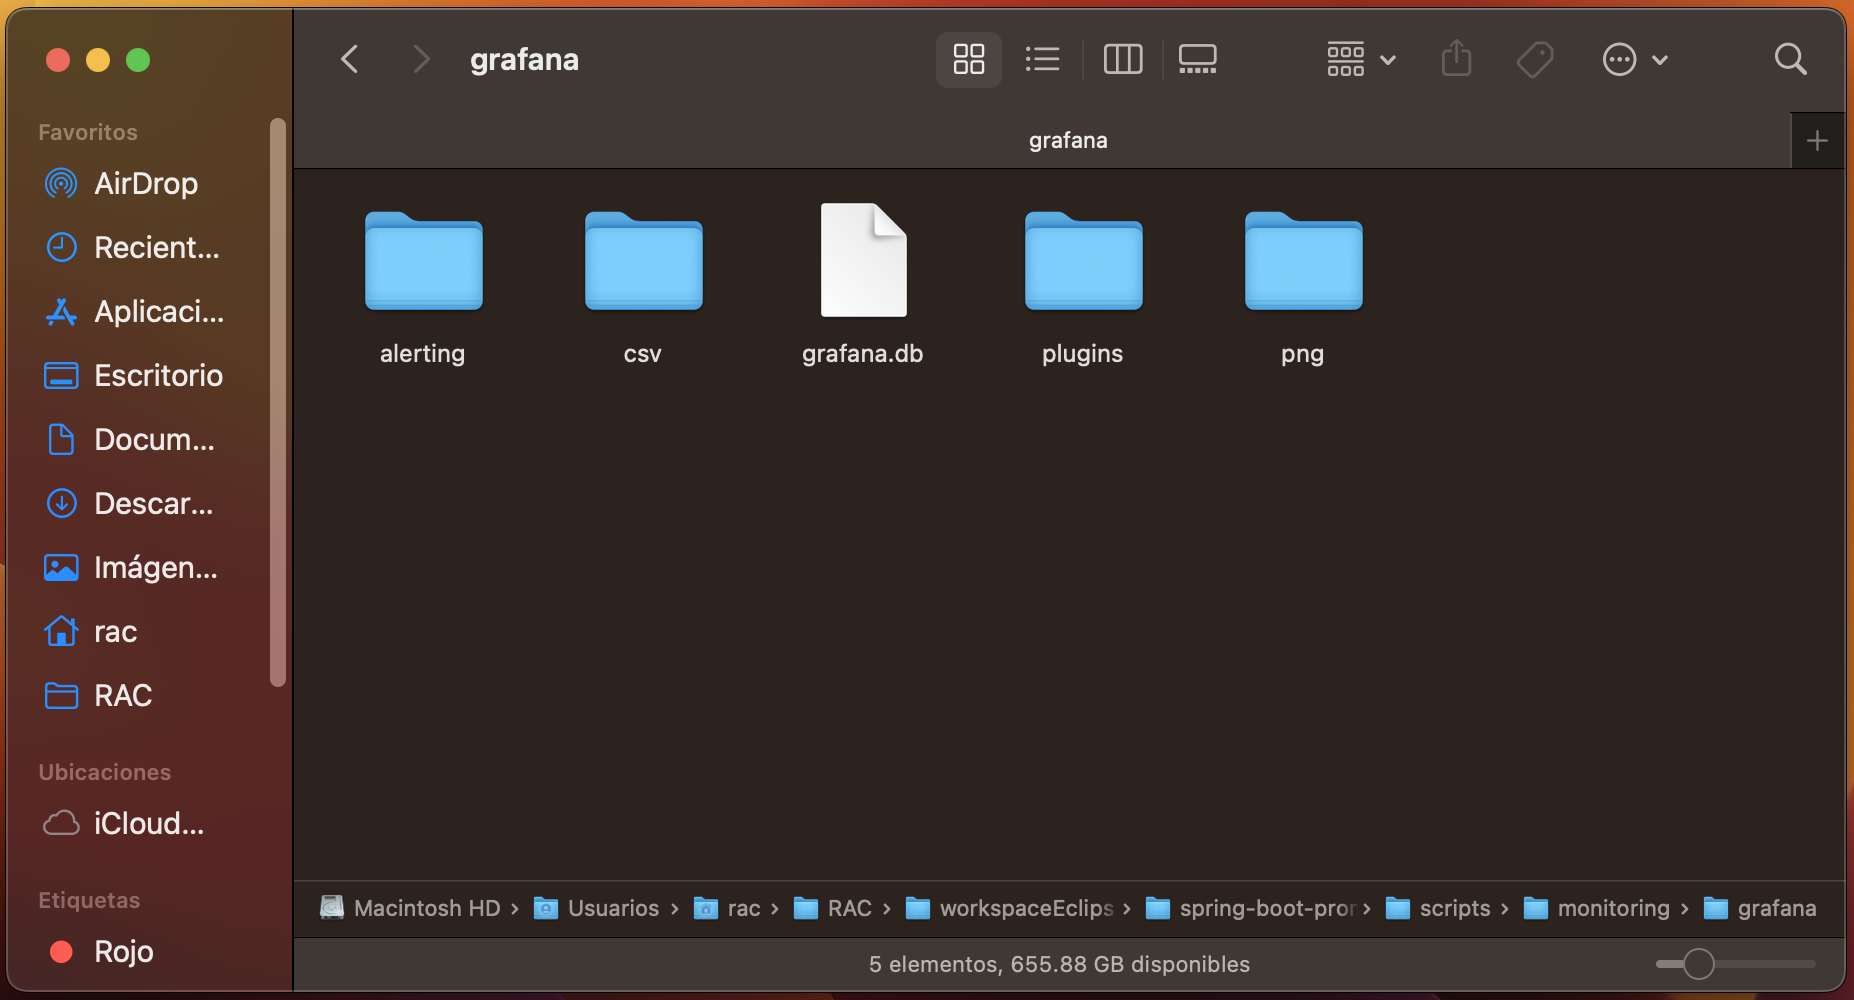 grafana
grafana
Favoritos
AirDrop
Recient...
Aplicaci...
Escritorio
Docum...
Descar...
Imágen...
rac
RAC
Ubicaciones
iCloud...
Etiquetas
Rojo
alerting
csv
grafana.db
plugins
png
Macintosh HD › Usuarios › rac › RAC › workspaceEclips › spring-boot-pror › scripts › monitoring › grafana
5 elementos, 655.88 GB disponibles